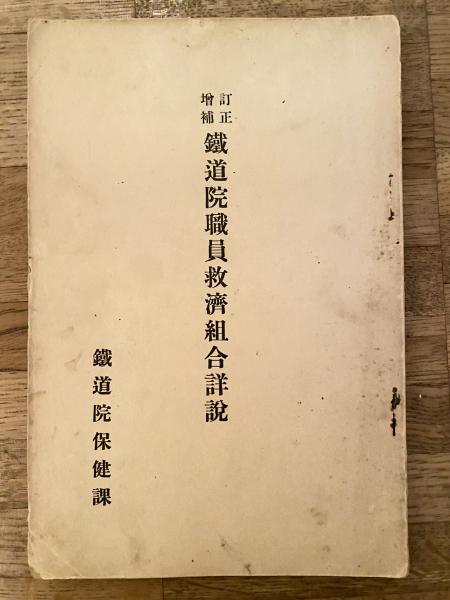 訂正
增補
鐵道院職員救濟組合詳說
鐵道院保健課